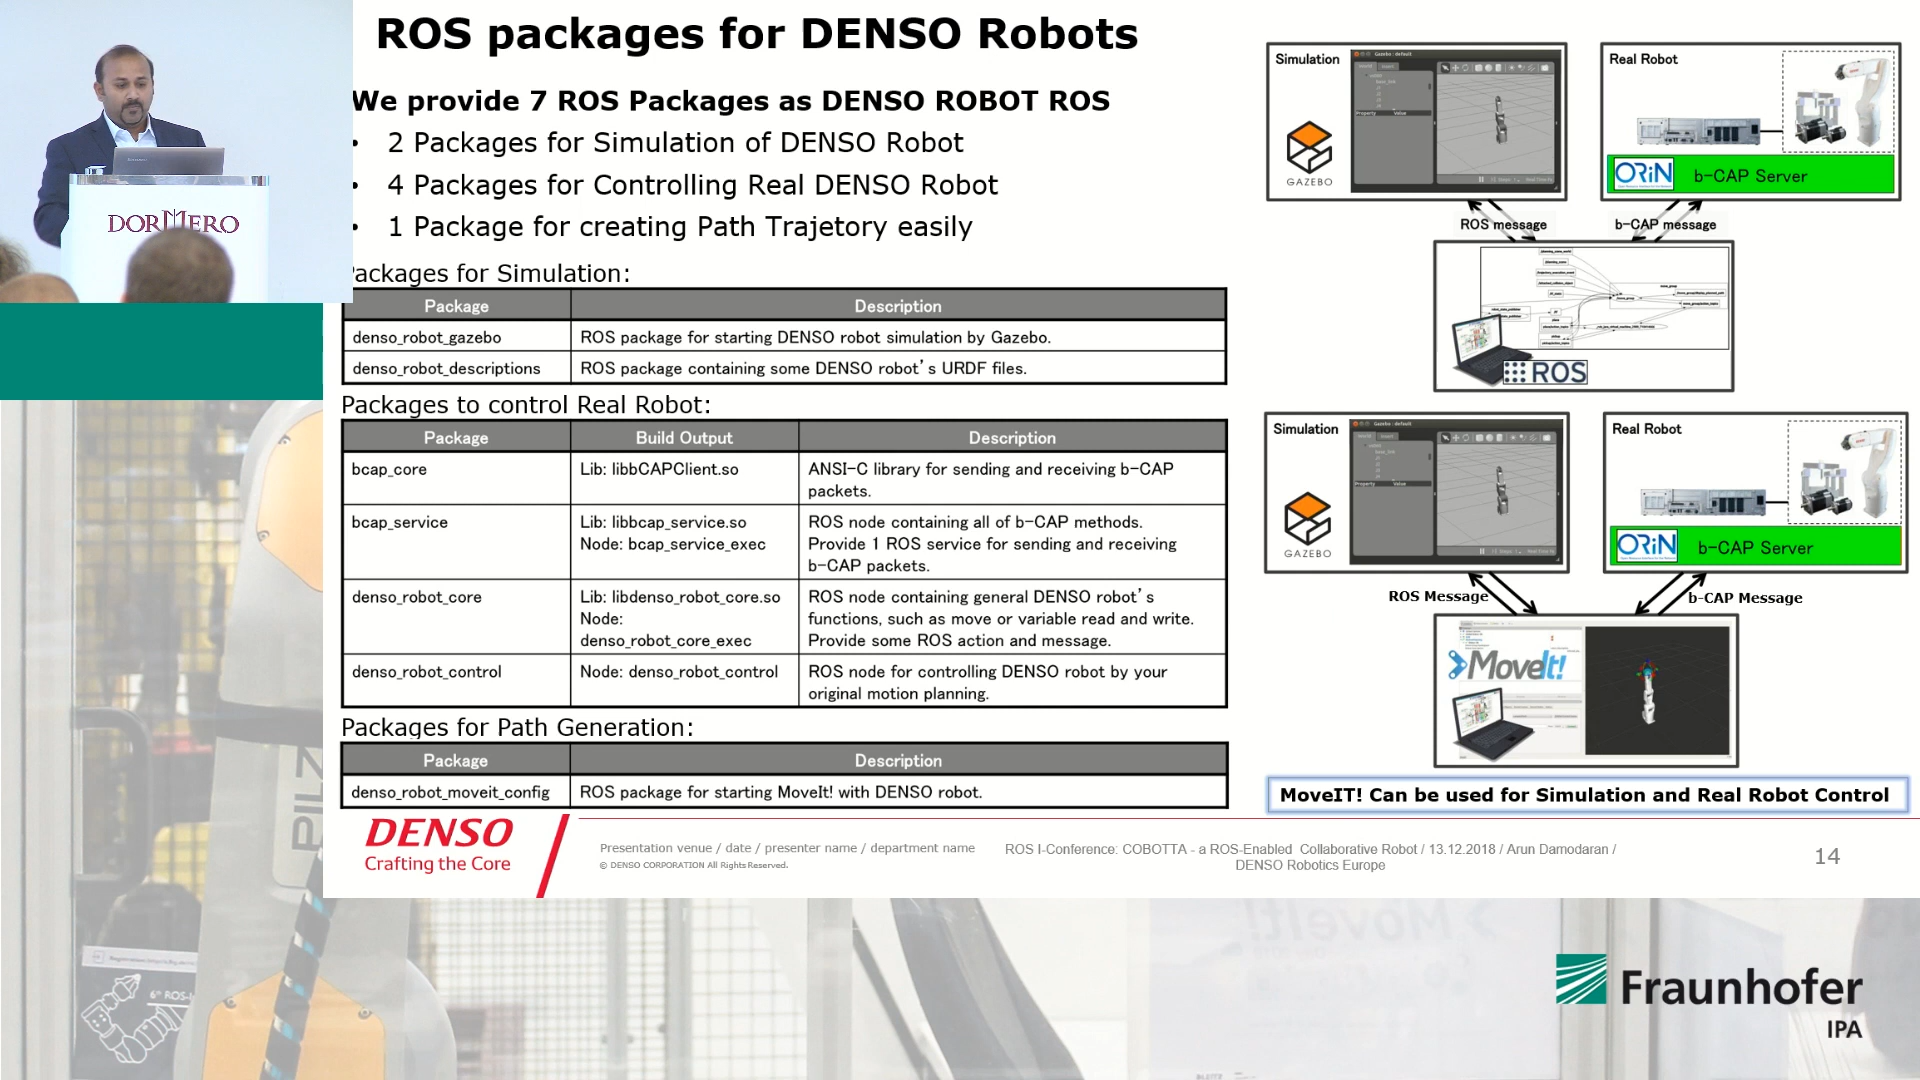 ROS packages for DENSO Robots
We provide 7 ROS Packages as DENSO ROBOT ROS
• 2 Packages for Simulation of DENSO Robot
• 4 Packages for Controlling Real DENSO Robot
• 1 Package for creating Path Trajetory easily
Packages for Simulation:
Package Description
denso_robot_gazebo ROS package for starting DENSO robot simulation by Gazebo.
denso_robot_descriptions ROS package containing some DENSO robot's URDF files.
Packages to control Real Robot:
Package Build Output Description
bcap_core Lib: libbCAPClient.so ANSI-C library for sending and receiving b-CAP
packets.
bcap_service Lib: libbcap_service.so ROS node containing all of b-CAP methods.
Node: bcap_service_exec Provide 1 ROS service for sending and receiving
b-CAP packets.
denso_robot_core Lib: libdenso_robot_core.so ROS node containing general DENSO robot's
Node: functions, such as move or variable read and write.
denso_robot_core_exec Provide some ROS action and message.
denso_robot_control Node: denso_robot_control ROS node for controlling DENSO robot by your
original motion planning.
Packages for Path Generation:
Package Description
denso_robot_moveit_config ROS package for starting MoveIt! with DENSO robot.
Simulation
GAZEBO
Real Robot
ORiN
b-CAP Server
ROS message
b-CAP message
ROS
Simulation
GAZEBO
Real Robot
ORiN
b-CAP Server
ROS Message
b-CAP Message
MoveIt!
MoveIT! Can be used for Simulation and Real Robot Control
DENSO
Crafting the Core
Presentation venue / date / presenter name / department name
© DENSO CORPORATION All Rights Reserved.
ROS I-Conference: COBOTTA - a ROS-Enabled Collaborative Robot / 13.12.2018 / Arun Damodaran /
DENSO Robotics Europe
14
DORMERO
PILZ
Fraunhofer
IPA